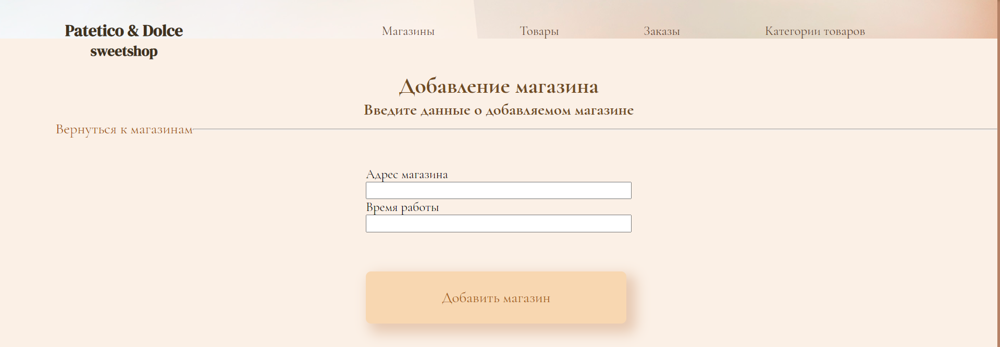 Patetico & Dolce
sweetshop
Магазины
Товары
Заказы
Категории товаров
Добавление магазина
Введите данные о добавляемом магазине
Вернуться к магазинам
Адрес магазина
Время работы
Добавить магазин